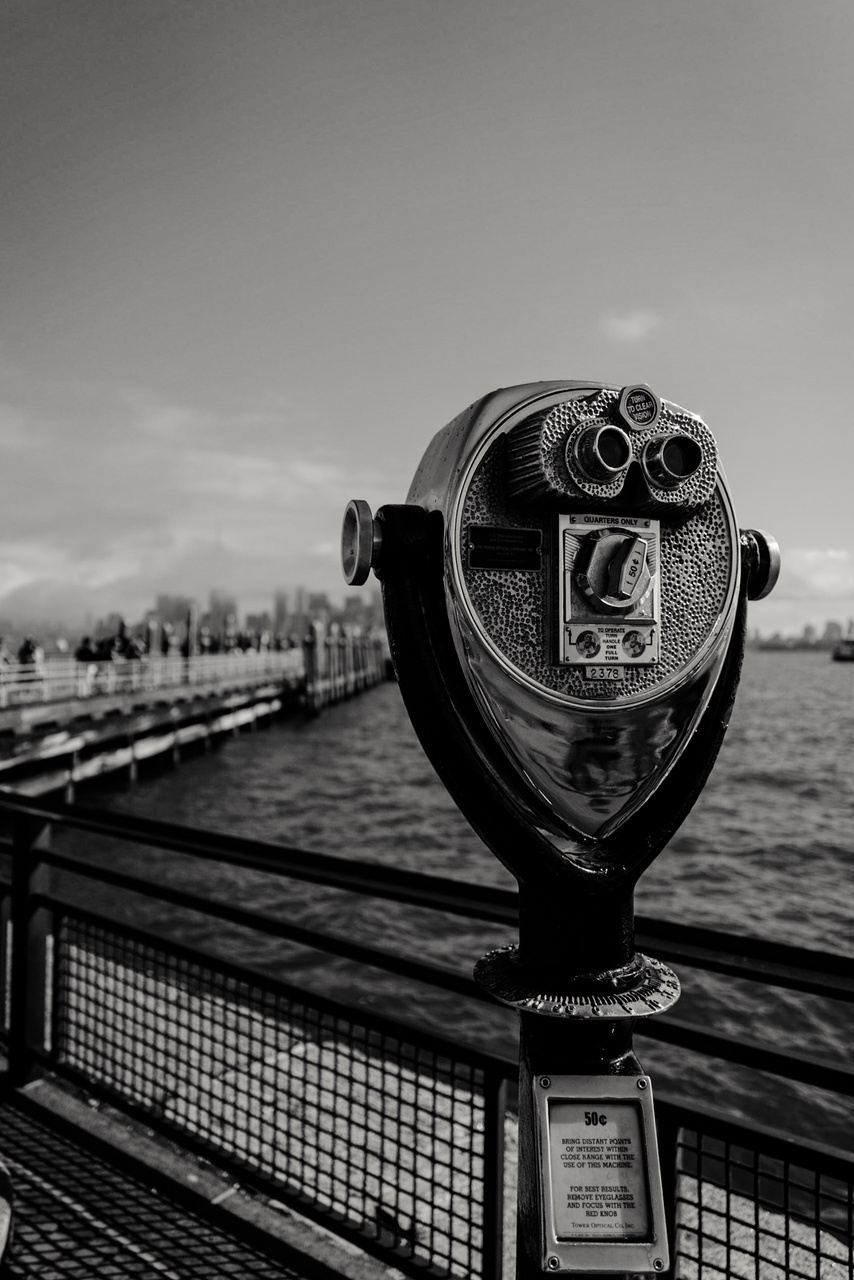 TURN
TO CLEAR
VISION
QUARTERS ONLY
50¢
TO OPERATE
TURN
HANDLE
ONE
FULL
TURN
2378
50¢
BRING DISTANT POINTS
OF INTEREST WITHIN
CLOSE RANGE WITH THE
USE OF THIS MACHINE.
FOR BEST RESULTS,
REMOVE EYEGLASSES
AND FOCUS WITH THE
RED KNOB
TOWER OPTICAL CO., INC.